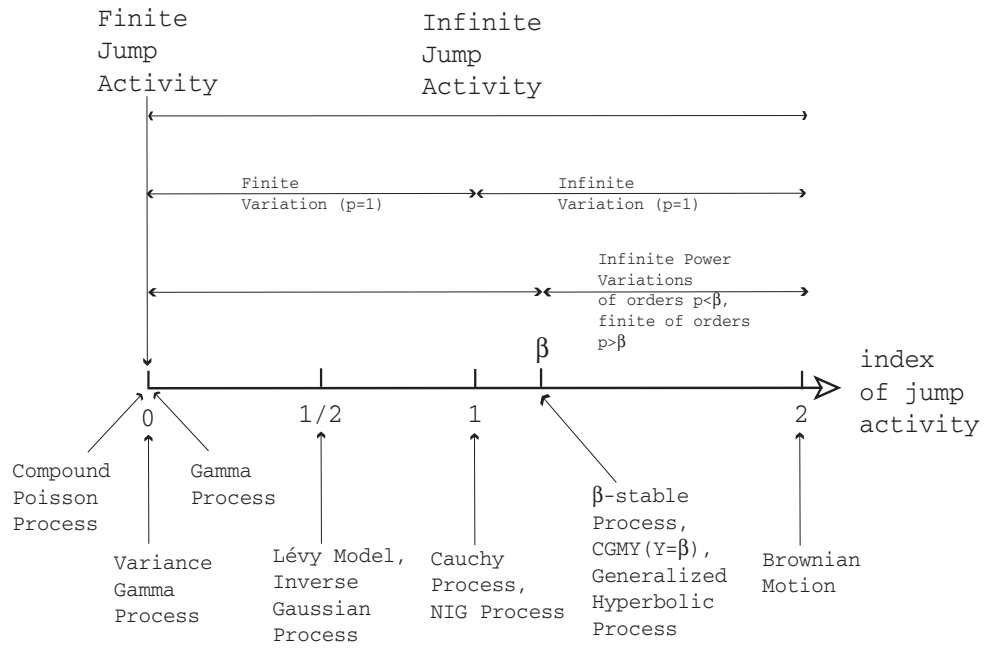 Finite
Jump
Activity
Infinite
Jump
Activity
Finite
Variation (p=1)
Infinite
Variation (p=1)
Infinite Power
Variations
of orders p<β,
finite of orders
p>β
β
index
of jump
activity
0
1/2
1
2
Compound
Poisson
Process
Gamma
Process
Variance
Gamma
Process
Lévy Model,
Inverse
Gaussian
Process
Cauchy
Process,
NIG Process
β-stable
Process,
CGMY(Y=β),
Generalized
Hyperbolic
Process
Brownian
Motion